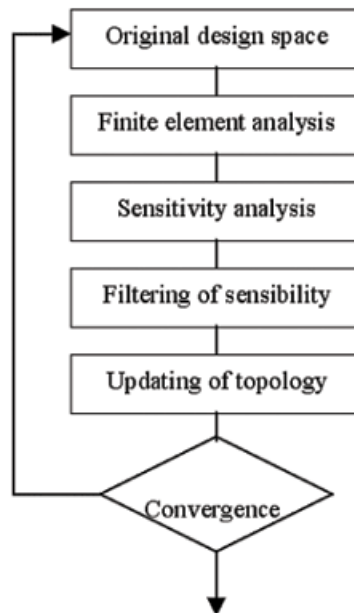 Original design space
Finite element analysis
Sensitivity analysis
Filtering of sensibility
Updating of topology
Convergence